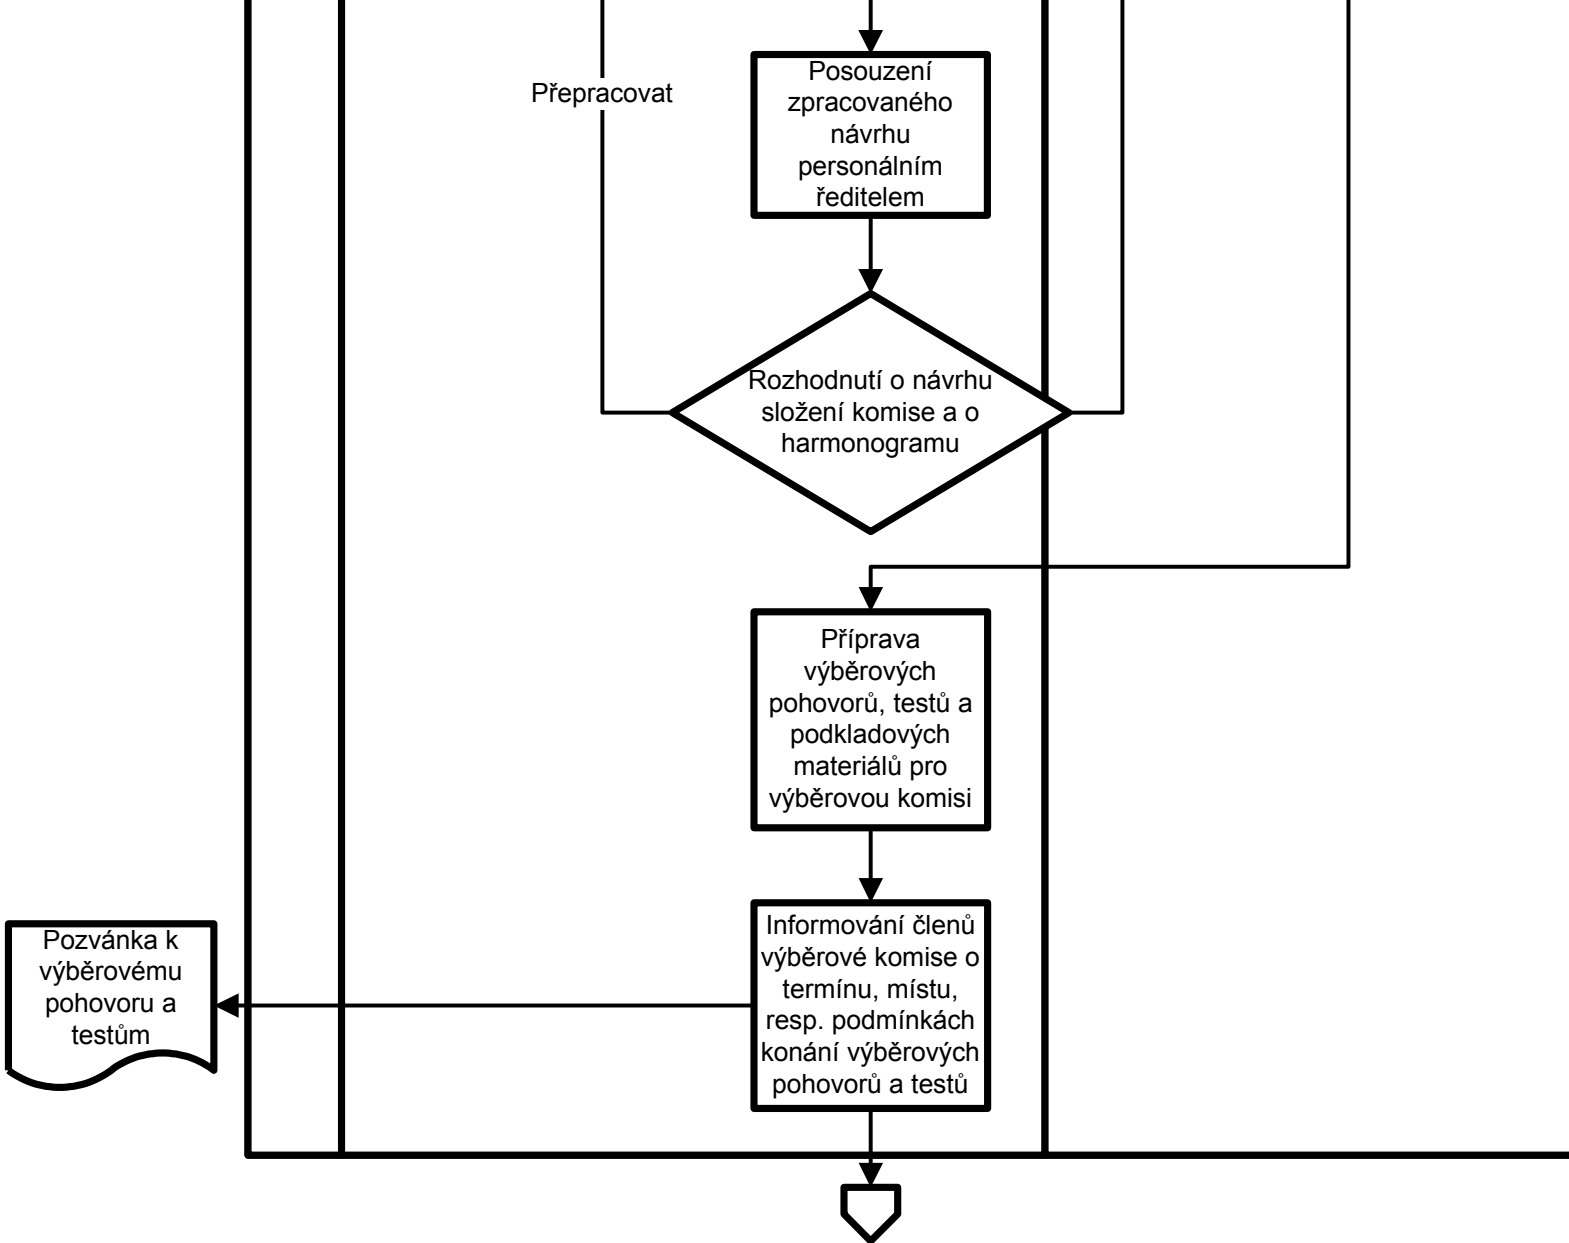 Přepracovat
Posouzení
zpracovaného
návrhu
personálním
ředitelem
Rozhodnutí o návrhu
složení komise a o
harmonogramu
Příprava
výběrových
pohovorů, testů a
podkladových
materiálů pro
výběrovou komisi
Informování členů
výběrové komise o
termínu, místu,
resp. podmínkách
konání výběrových
pohovorů a testů
Pozvánka k
výběrovému
pohovoru a
testům